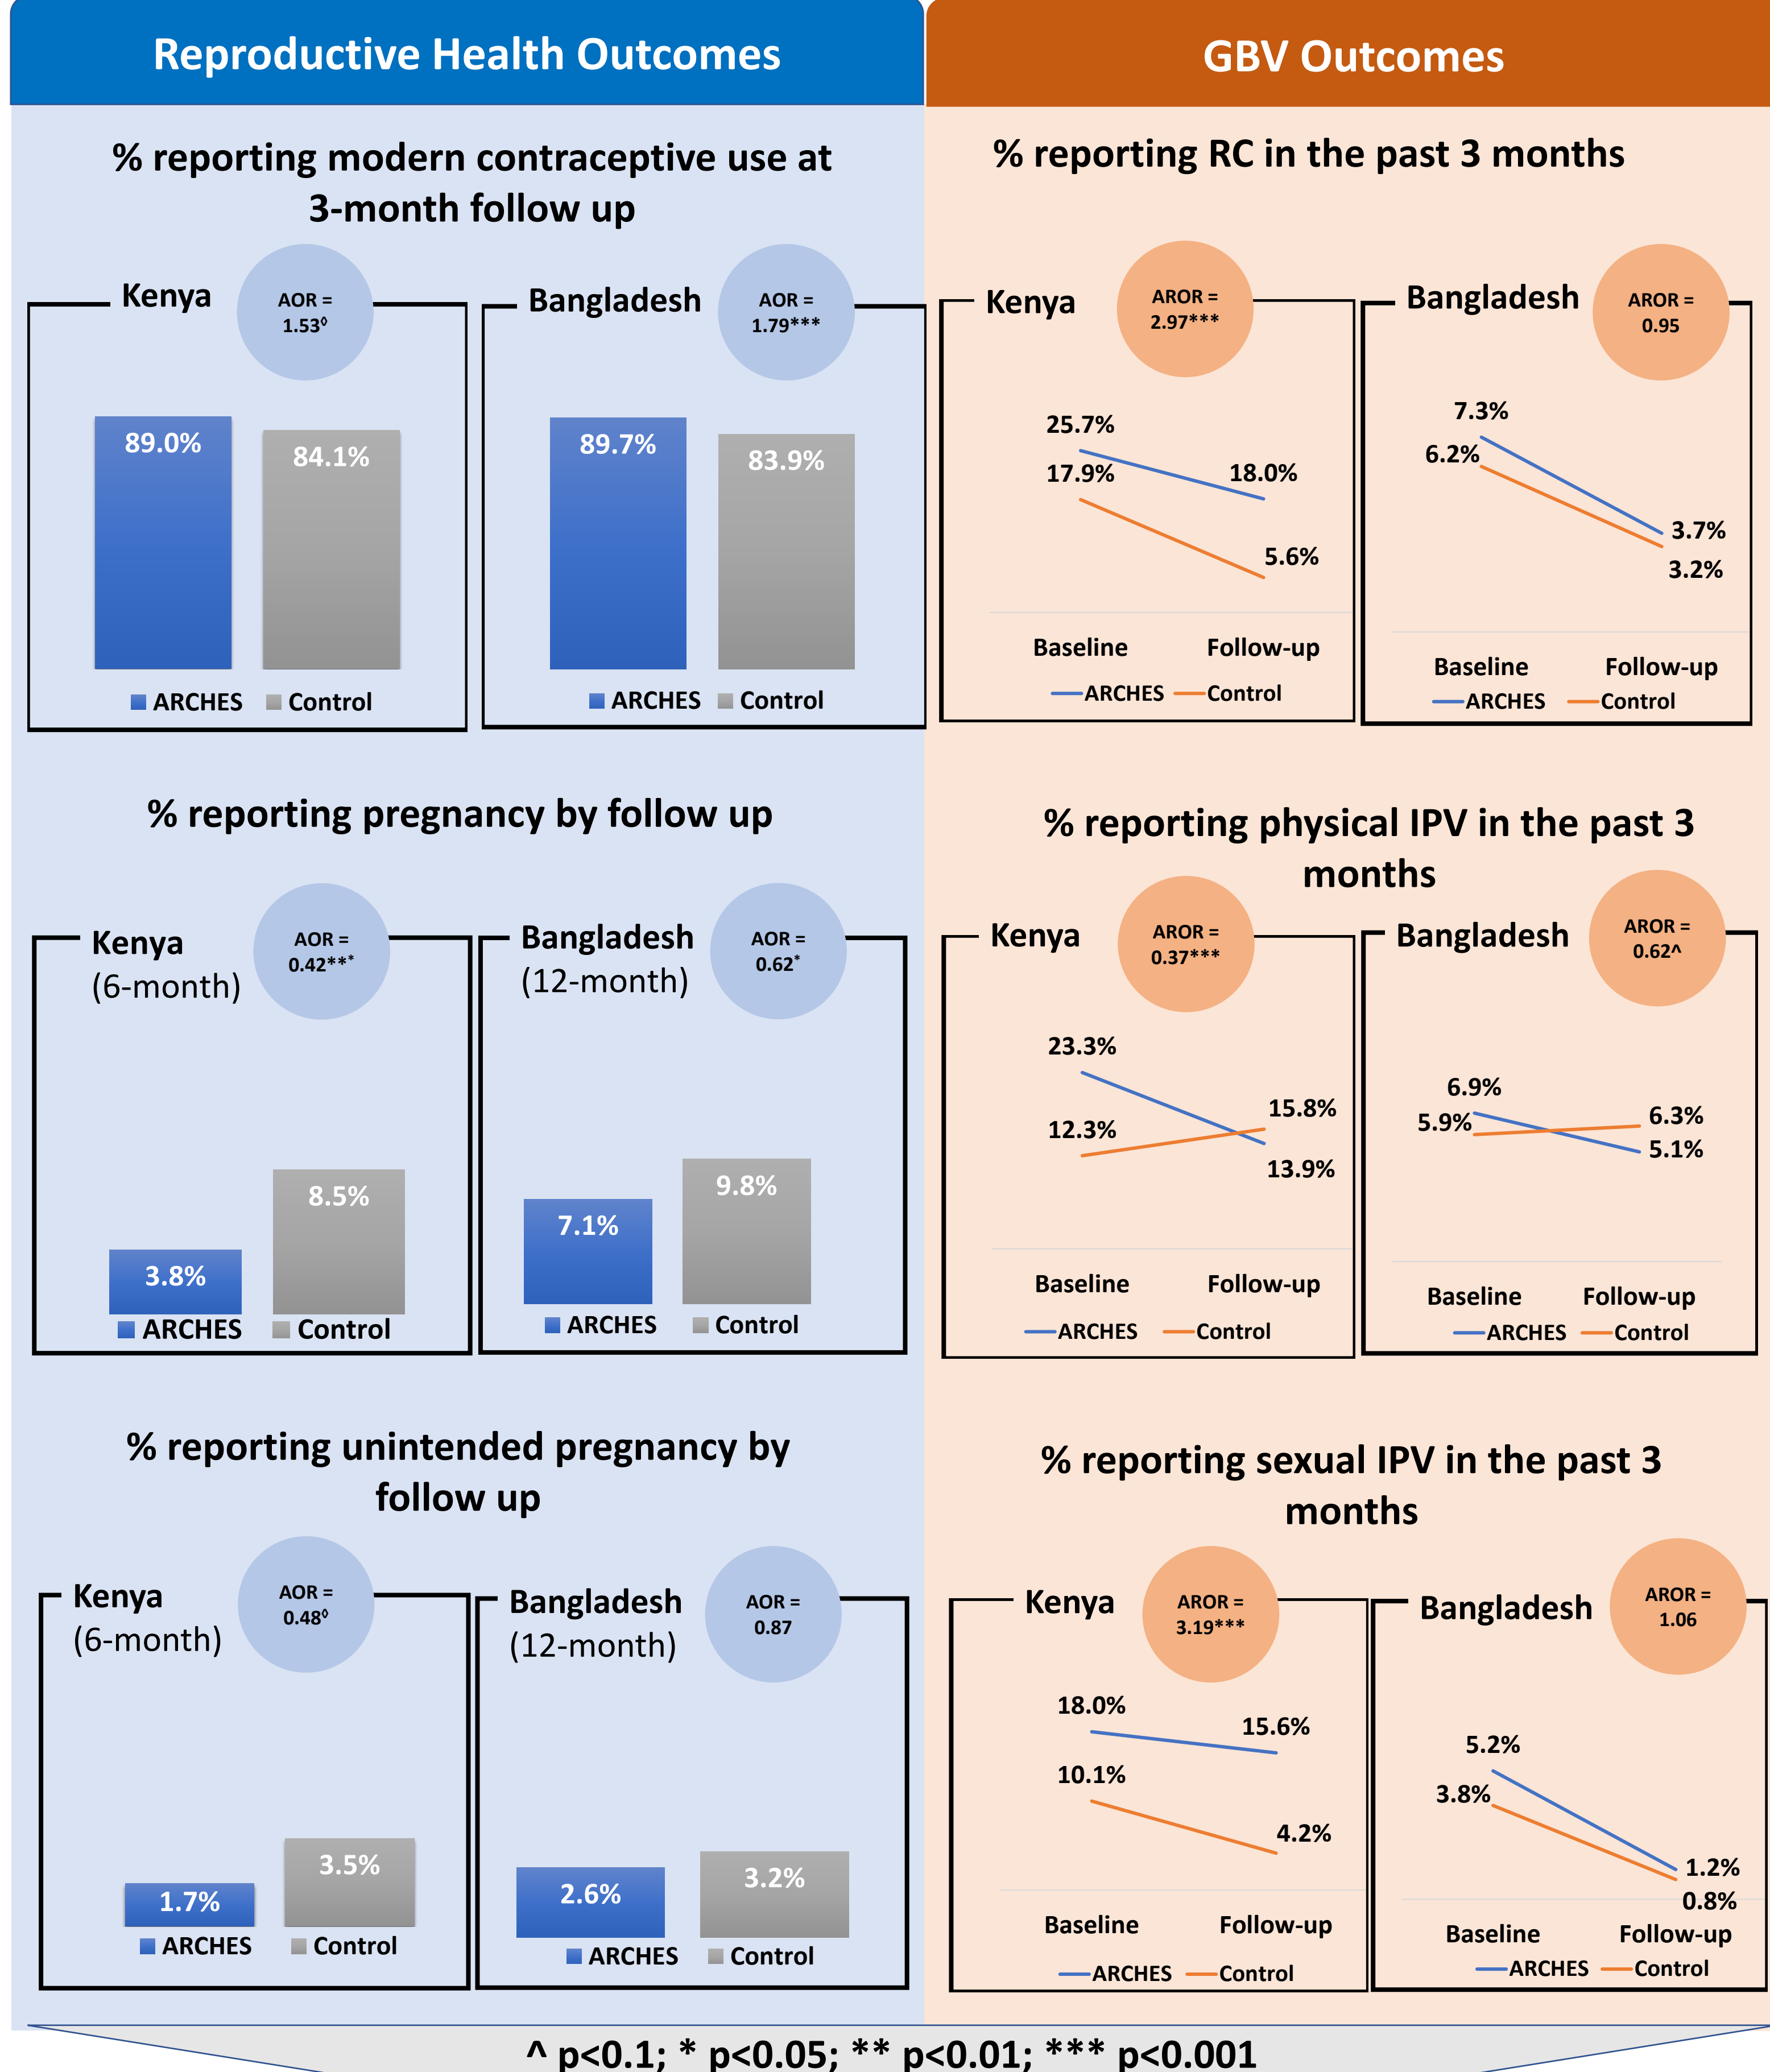 Reproductive Health Outcomes
% reporting modern contraceptive use at
3-month follow up
Kenya
AOR =
1.53◊
89.0%
84.1%
ARCHES Control
Bangladesh
AOR =
1.79***
89.7%
83.9%
ARCHES Control
% reporting pregnancy by follow up
Kenya
(6-month)
AOR =
0.42***
3.8%
8.5%
ARCHES Control
Bangladesh
(12-month)
AOR =
0.62*
7.1%
9.8%
ARCHES Control
% reporting unintended pregnancy by
follow up
Kenya
(6-month)
AOR =
0.48◊
1.7%
3.5%
ARCHES Control
Bangladesh
(12-month)
AOR =
0.87
2.6%
3.2%
ARCHES Control
GBV Outcomes
% reporting RC in the past 3 months
Kenya
AROR =
2.97***
25.7%
17.9%
18.0%
5.6%
Baseline Follow-up
ARCHES Control
Bangladesh
AROR =
0.95
7.3%
6.2%
3.7%
3.2%
Baseline Follow-up
ARCHES Control
% reporting physical IPV in the past 3
months
Kenya
AROR =
0.37***
23.3%
12.3%
15.8%
13.9%
Baseline Follow-up
ARCHES Control
Bangladesh
AROR =
0.62^
6.9%
5.9%
6.3%
5.1%
Baseline Follow-up
ARCHES Control
% reporting sexual IPV in the past 3
months
Kenya
AROR =
3.19***
18.0%
15.6%
10.1%
4.2%
Baseline Follow-up
ARCHES Control
Bangladesh
AROR =
1.06
5.2%
3.8%
1.2%
0.8%
Baseline Follow-up
ARCHES Control
^ p<0.1; * p<0.05; ** p<0.01; *** p<0.001